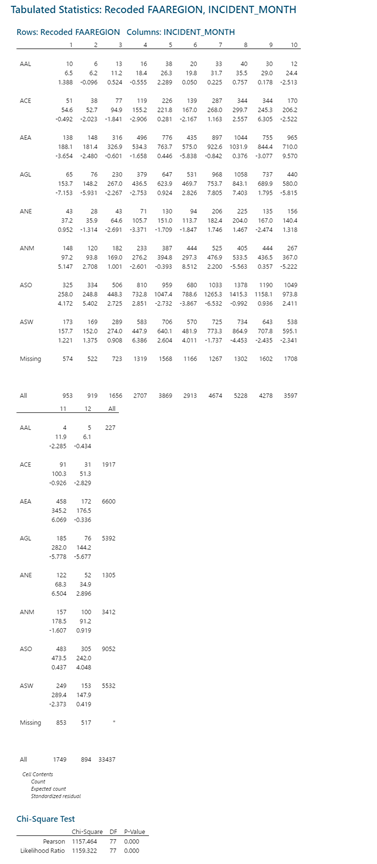 Tabulated Statistics: Recoded FAAREGION, INCIDENT_MONTH
Rows: Recoded FAAREGION Columns: INCIDENT_MONTH
1 2 3 4 5 6 7 8 9 10
AAL 10 6 13 16 38 20 33 40 30 12
6.5 6.2 11.2 18.4 26.3 19.8 31.7 35.5 29.0 24.4
1.388 -0.096 0.524 -0.555 2.289 0.050 0.225 0.757 0.178 -2.513
ACE 51 38 77 119 226 139 287 344 344 170
54.6 52.7 94.9 155.2 221.8 167.0 268.0 299.7 245.3 206.2
-0.492 -2.023 -1.841 -2.906 0.281 -2.167 1.163 2.557 6.305 -2.522
AEA 138 148 316 496 776 435 897 1044 755 965
188.1 181.4 326.9 534.3 763.7 575.0 922.6 1031.9 844.4 710.0
-3.654 -2.480 -0.601 -1.658 0.446 -5.838 -0.842 0.376 -3.077 9.570
AGL 65 76 230 379 647 531 968 1058 737 440
153.7 148.2 267.0 436.5 623.9 469.7 753.7 843.1 689.9 580.0
-7.153 -5.931 -2.267 -2.753 0.924 2.826 7.805 7.403 1.795 -5.815
ANE 43 28 43 71 130 94 206 225 135 156
37.2 35.9 64.6 105.7 151.0 113.7 182.4 204.0 167.0 140.4
0.952 -1.314 -2.691 -3.371 -1.709 -1.847 1.746 1.467 -2.474 1.318
ANM 148 120 182 233 387 444 525 405 444 267
97.2 93.8 169.0 276.2 394.8 297.3 476.9 533.5 436.5 367.0
5.147 2.708 1.001 -2.601 -0.393 8.512 2.200 -5.563 0.357 -5.222
ASO 325 334 506 810 959 680 1033 1378 1190 1049
258.0 248.8 448.3 732.8 1047.4 788.6 1265.3 1415.3 1158.1 973.8
4.172 5.402 2.725 2.851 -2.732 -3.867 -6.532 -0.992 0.936 2.411
ASW 173 169 289 583 706 570 725 734 643 538
157.7 152.0 274.0 447.9 640.1 481.9 773.3 864.9 707.8 595.1
1.221 1.375 0.908 6.386 2.604 4.011 -1.737 -4.453 -2.435 -2.341
Missing 574 522 723 1319 1568 1166 1267 1302 1602 1708
All 953 919 1656 2707 3869 2913 4674 5228 4278 3597
11 12 All
AAL 4 5 227
11.9 6.1
-2.285 -0.434
ACE 91 31 1917
100.3 51.3
-0.926 -2.829
AEA 458 172 6600
345.2 176.5
6.069 -0.336
AGL 185 76 5392
282.0 144.2
-5.778 -5.677
ANE 122 52 1305
68.3 34.9
6.504 2.896
ANM 157 100 3412
178.5 91.2
-1.607 0.919
ASO 483 305 9052
473.5 242.0
0.437 4.048
ASW 249 153 5532
289.4 147.9
-2.373 0.419
Missing 853 517 *
All 1749 894 33437
Cell Contents
Count
Expected count
Standardized residual
Chi-Square Test
Chi-Square DF P-Value
Pearson 1157.464 77 0.000
Likelihood Ratio 1159.322 77 0.000